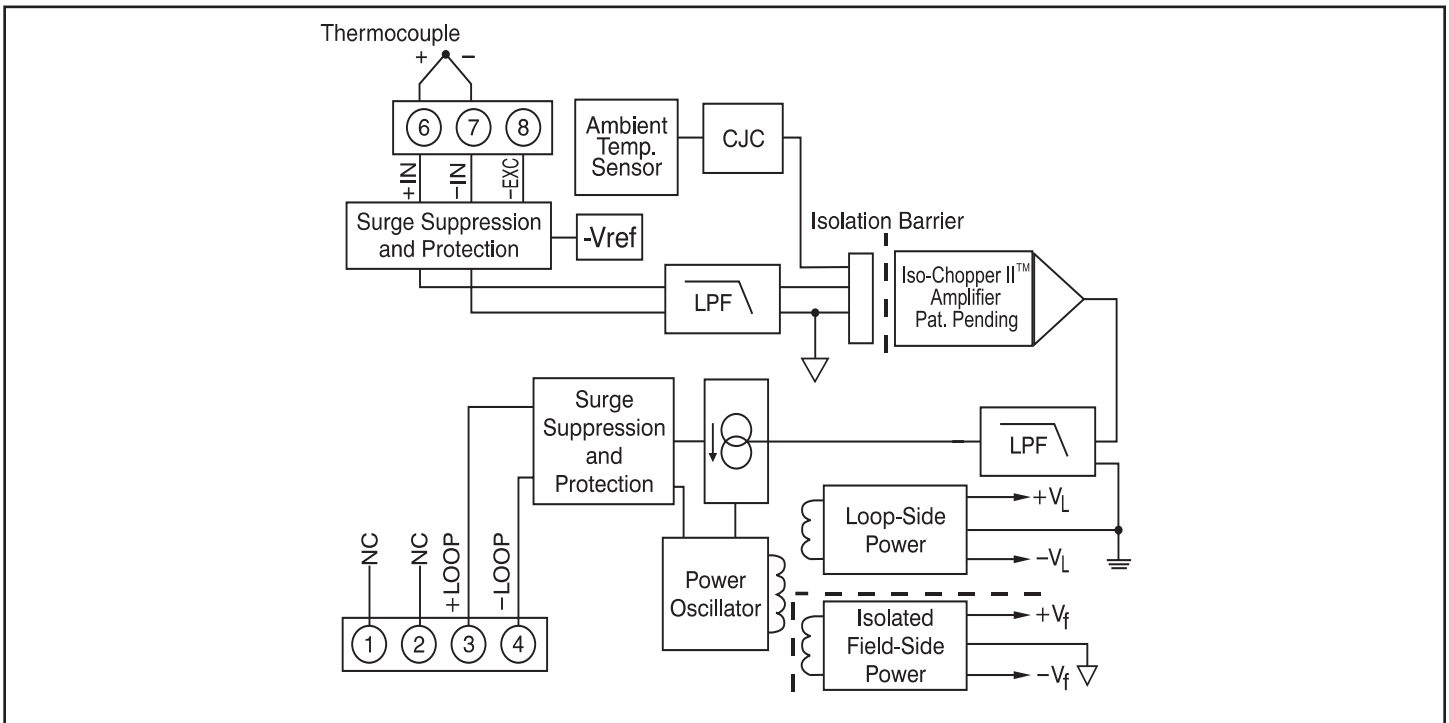 Thermocouple
+ −
6 7 8
+IN
−IN
−EXC
Surge Suppression
and Protection
-Vref
Ambient
Temp.
Sensor
CJC
Isolation Barrier
LPF
Iso-Chopper II™
Amplifier
Pat. Pending
Surge
Suppression
and
Protection
LPF
Loop-Side
Power
+VL
−VL
Power
Oscillator
Isolated
Field-Side
Power
+Vf
−Vf
NC
NC
+LOOP
−LOOP
1 2 3 4